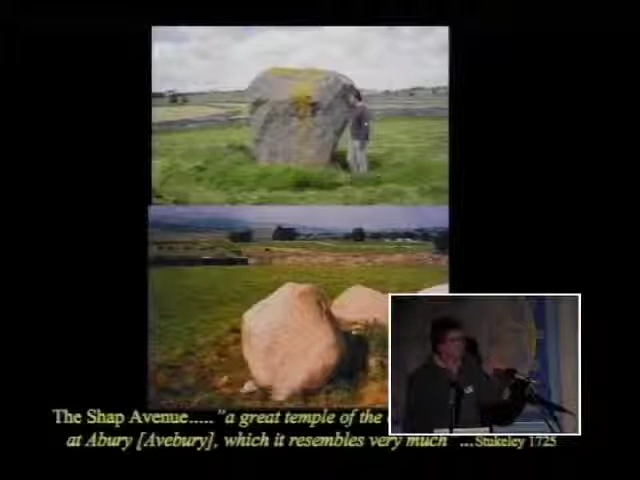 The Shap Avenue....."a great temple of the
at Abury [Avebury], which it resembles very much" ...Stukeley 1725